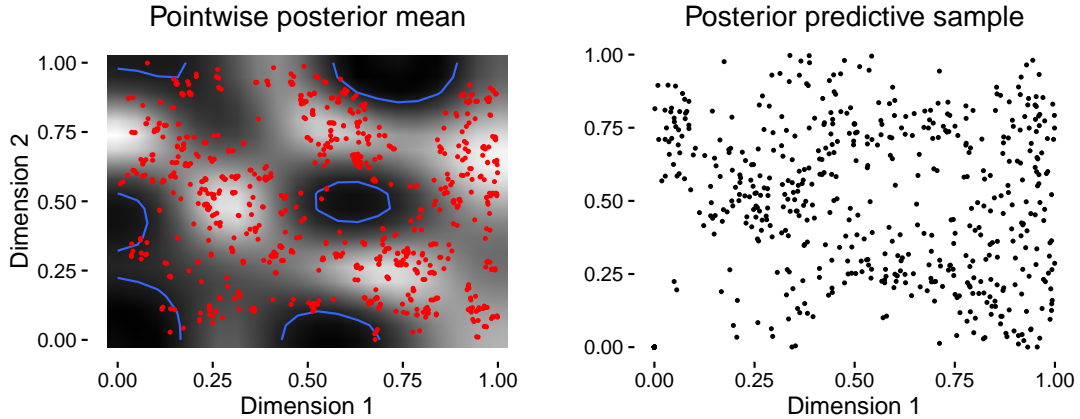 Pointwise posterior mean
Dimension 2
1.00
0.75
0.50
0.25
0.00
0.00 0.25 0.50 0.75 1.00
Dimension 1
Posterior predictive sample
1.00
0.75
0.50
0.25
0.00
0.00 0.25 0.50 0.75 1.00
Dimension 1